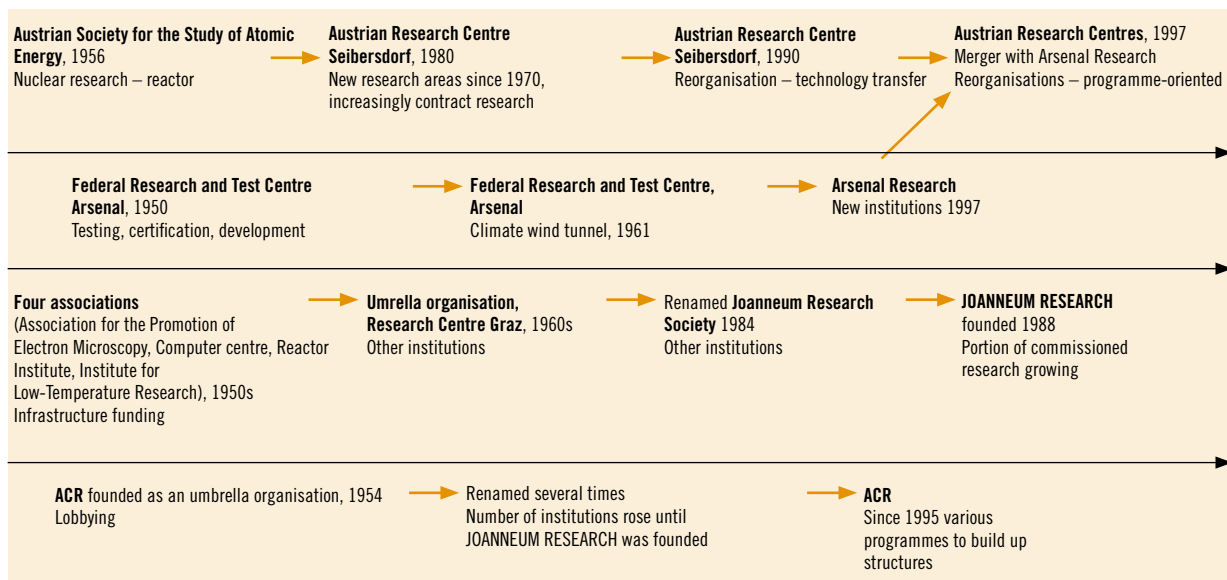 Austrian Society for the Study of Atomic
Energy, 1956
Nuclear research – reactor
Austrian Research Centre
Seibersdorf, 1980
New research areas since 1970,
increasingly contract research
Austrian Research Centre
Seibersdorf, 1990
Reorganisation – technology transfer
Austrian Research Centres, 1997
Merger with Arsenal Research
Reorganisations – programme-oriented
Federal Research and Test Centre
Arsenal, 1950
Testing, certification, development
Federal Research and Test Centre,
Arsenal
Climate wind tunnel, 1961
Arsenal Research
New institutions 1997
Four associations
(Association for the Promotion of
Electron Microscopy, Computer centre, Reactor
Institute, Institute for
Low-Temperature Research), 1950s
Infrastructure funding
Umrella organisation,
Research Centre Graz, 1960s
Other institutions
Renamed Joanneum Research
Society 1984
Other institutions
JOANNEUM RESEARCH
founded 1988
Portion of commissioned
research growing
ACR founded as an umbrella organisation, 1954
Lobbying
Renamed several times
Number of institutions rose until
JOANNEUM RESEARCH was founded
ACR
Since 1995 various
programmes to build up
structures